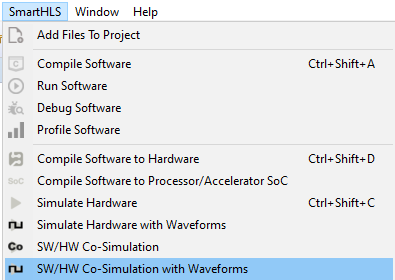 SmartHLS Window Help
Add Files To Project
C Compile Software Ctrl+Shift+A
Run Software
Debug Software
Profile Software
Compile Software to Hardware Ctrl+Shift+D
SoC Compile Software to Processor/Accelerator SoC
Simulate Hardware Ctrl+Shift+C
Simulate Hardware with Waveforms
Co SW/HW Co-Simulation
SW/HW Co-Simulation with Waveforms